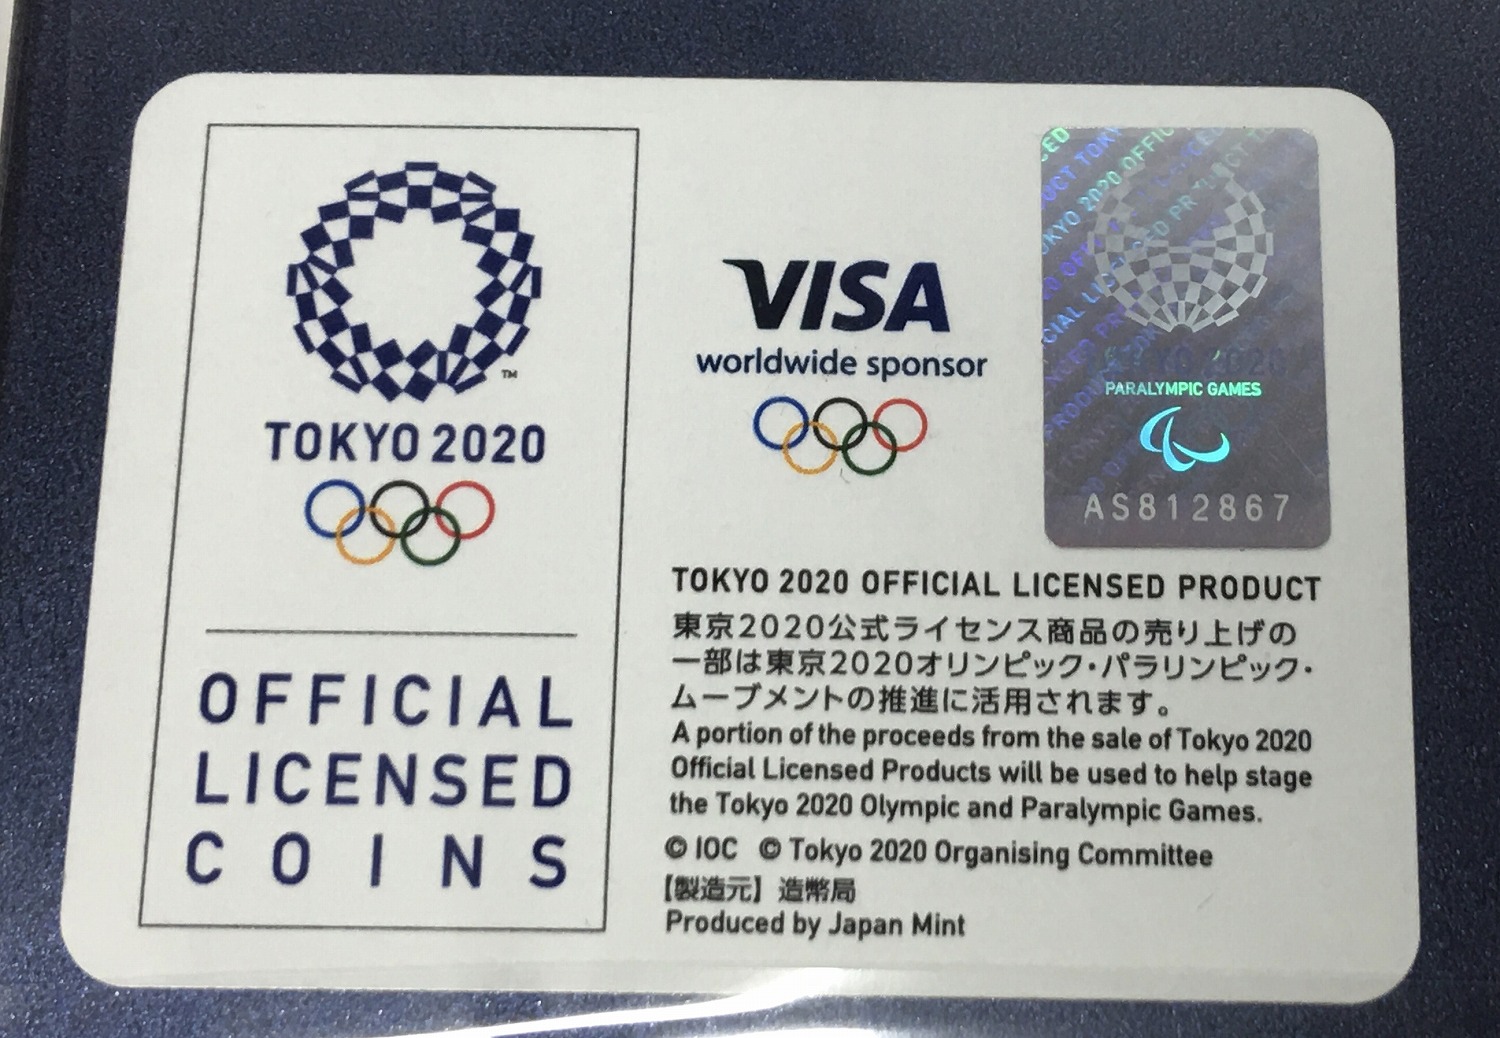 TM
TOKYO 2020
OFFICIAL
LICENSED
COINS
VISA
worldwide sponsor
PARALYMPIC GAMES
AS812867
TOKYO 2020 OFFICIAL LICENSED PRODUCT
東京2020公式ライセンス商品の売り上げの
一部は東京2020オリンピック・パラリンピック・
ムーブメントの推進に活用されます。
A portion of the proceeds from the sale of Tokyo 2020
Official Licensed Products will be used to help stage
the Tokyo 2020 Olympic and Paralympic Games.
© IOC © Tokyo 2020 Organising Committee
【製造元】造幣局
Produced by Japan Mint